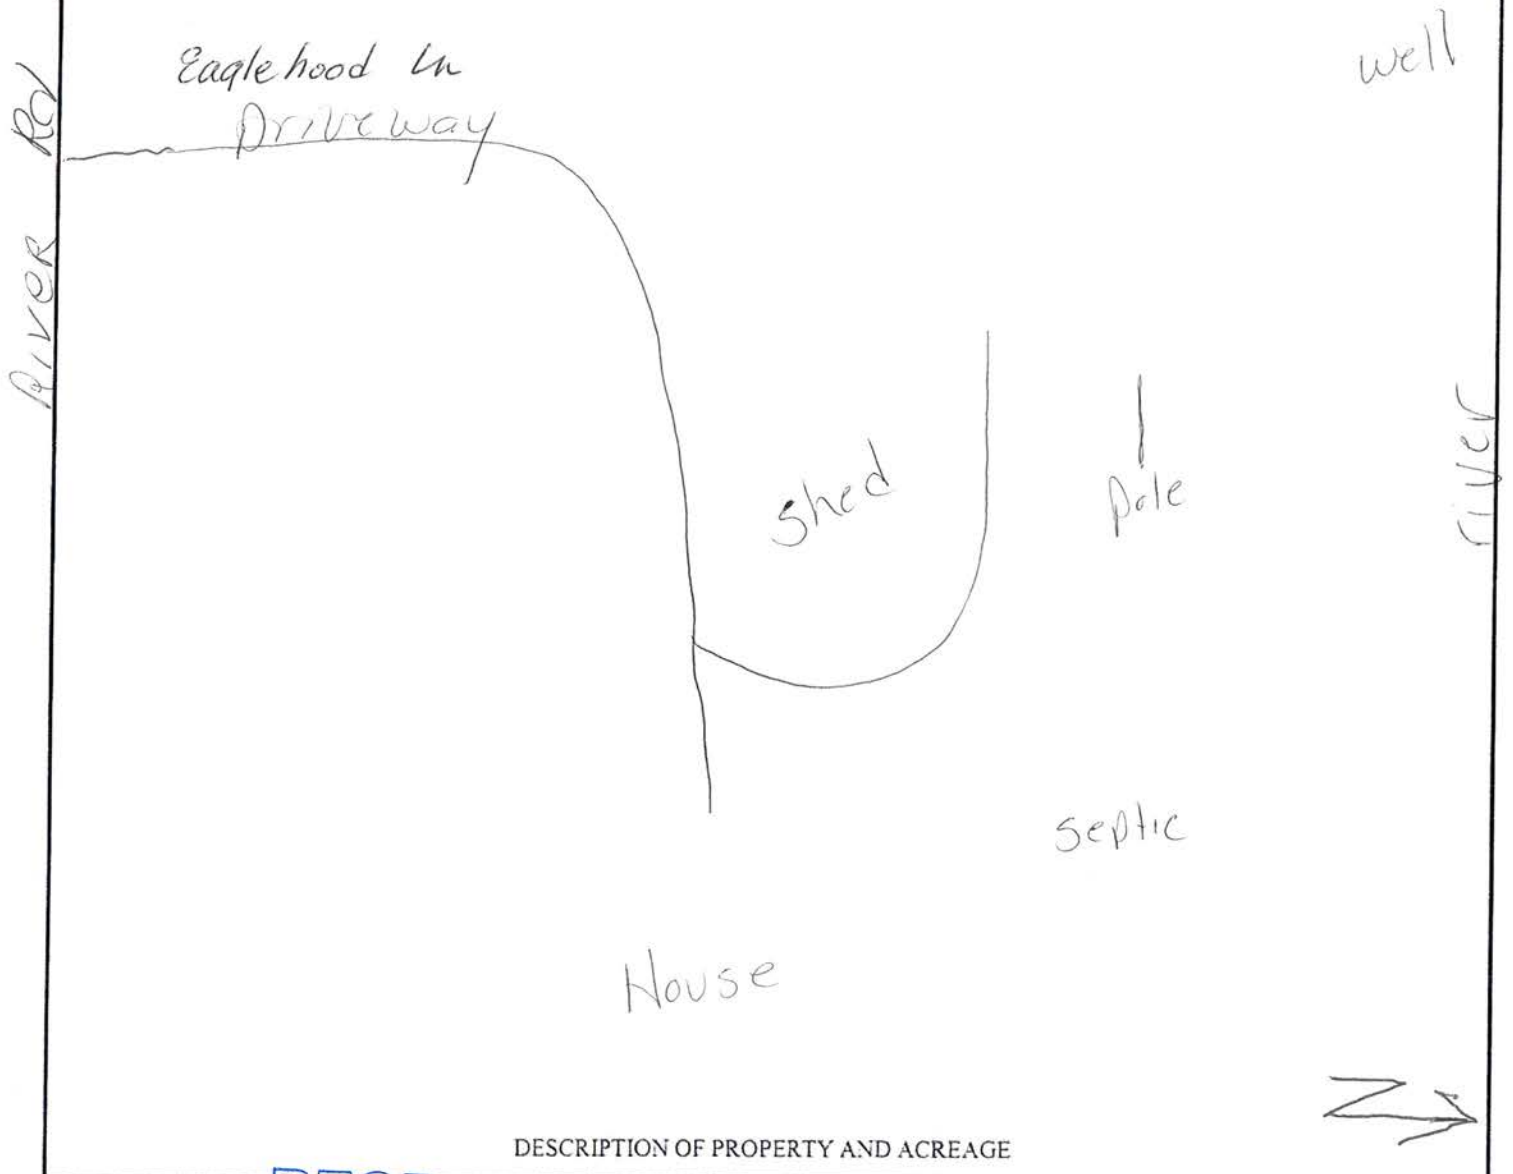 Eaglehood Ln
well
Driveway
River Rd
shed
pole
river
septic
House
N
DESCRIPTION OF PROPERTY AND ACREAGE